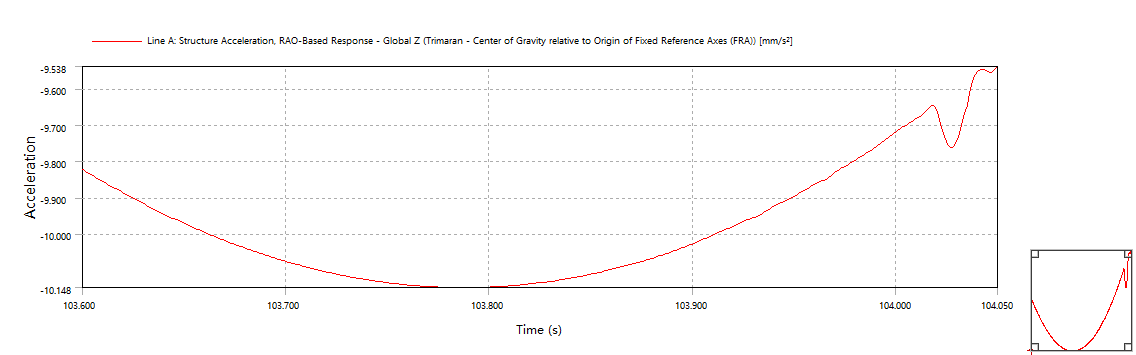 Line A: Structure Acceleration, RAO-Based Response - Global Z (Trimaran - Center of Gravity relative to Origin of Fixed Reference Axes (FRA)) [mm/s²]
Acceleration
-9.538
-9.600
-9.700
-9.800
-9.900
-10.000
-10.148
103.600 103.700 103.800 103.900 104.000 104.050
Time (s)